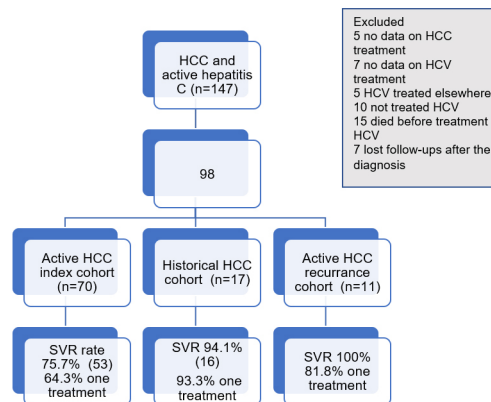 HCC and
active hepatitis
C (n=147)
Excluded
5 no data on HCC
treatment
7 no data on HCV
treatment
5 HCV treated elsewhere
10 not treated HCV
15 died before treatment
HCV
7 lost follow-ups after the
diagnosis
98
Active HCC
index cohort
(n=70)
Historical HCC
cohort  (n=17)
Active HCC
recurrance
cohort  (n=11)
SVR rate
75.7%  (53)
64.3% one
treatment
SVR 94.1%
(16)
93.3% one
treatment
SVR 100%
81.8% one
treatment